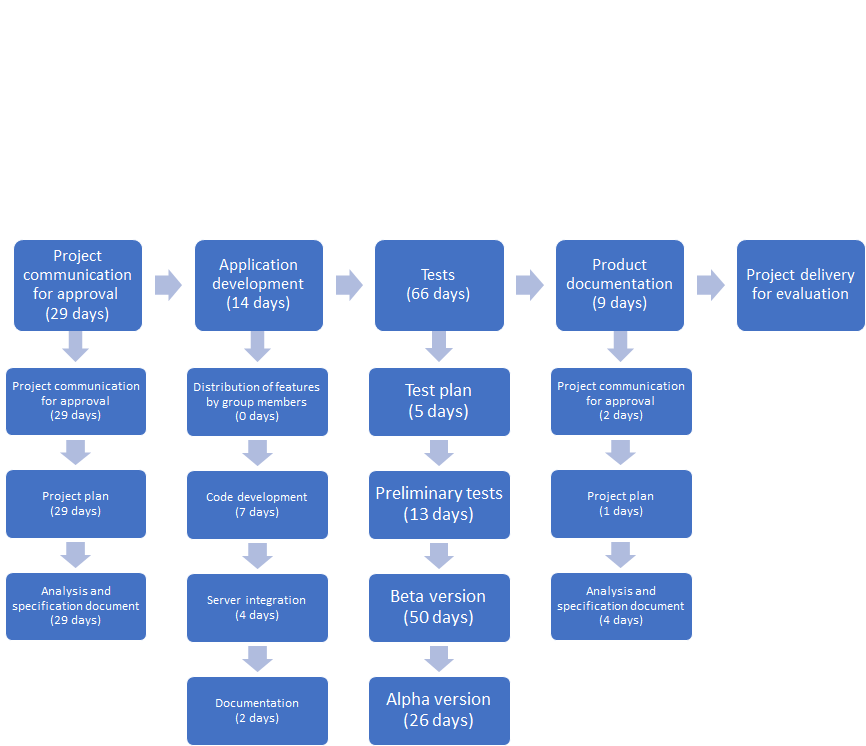 Project
communication
for approval
(29 days)
Application
development
(14 days)
Tests
(66 days)
Product
documentation
(9 days)
Project delivery
for evaluation
Project communication
for approval
(29 days)
Project plan
(29 days)
Analysis and
specification document
(29 days)
Distribution of features
by group members
(0 days)
Code development
(7 days)
Server integration
(4 days)
Documentation
(2 days)
Test plan
(5 days)
Preliminary tests
(13 days)
Beta version
(50 days)
Alpha version
(26 days)
Project communication
for approval
(2 days)
Project plan
(1 days)
Analysis and
specification document
(4 days)